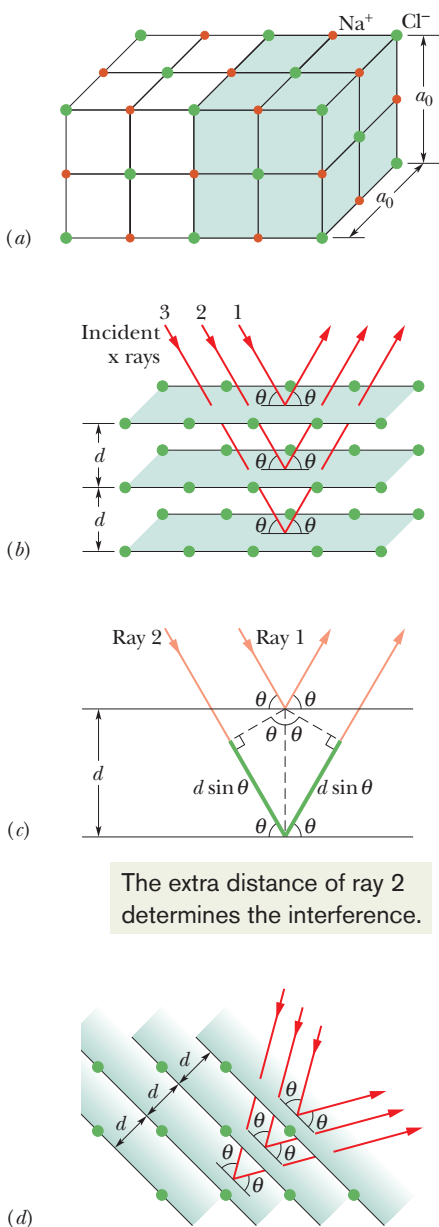 Na⁺ Cl⁻
a₀
a₀
(a)
3 2 1
Incident
x rays
θ θ
d
θ θ
d
θ θ
(b)
Ray 2 Ray 1
θ θ
θ θ
d
d sin θ d sin θ
θ θ
(c)
The extra distance of ray 2
determines the interference.
d
d
d
θ
θ
θ
θ
θ
θ
(d)